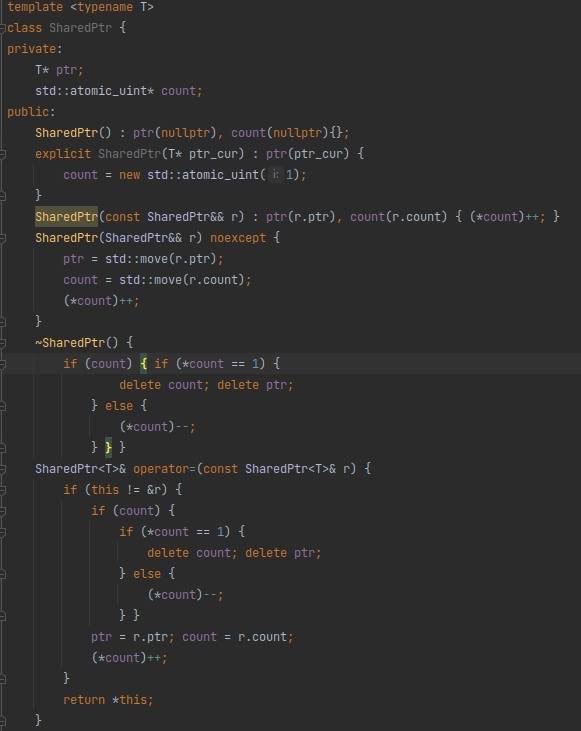 template <typename T>
class SharedPtr {
private:
    T* ptr;
    std::atomic_uint* count;
public:
    SharedPtr() : ptr(nullptr), count(nullptr){};
    explicit SharedPtr(T* ptr_cur) : ptr(ptr_cur) {
        count = new std::atomic_uint( i: 1);
    }
    SharedPtr(const SharedPtr&& r) : ptr(r.ptr), count(r.count) { (*count)++; }
    SharedPtr(SharedPtr&& r) noexcept {
        ptr = std::move(r.ptr);
        count = std::move(r.count);
        (*count)++;
    }
    ~SharedPtr() {
        if (count) { if (*count == 1) {
                delete count; delete ptr;
            } else {
                (*count)--;
            } } }
    SharedPtr<T>& operator=(const SharedPtr<T>& r) {
        if (this != &r) {
            if (count) {
                if (*count == 1) {
                    delete count; delete ptr;
                } else {
                    (*count)--;
                } }
            ptr = r.ptr; count = r.count;
            (*count)++;
        }
        return *this;
    }